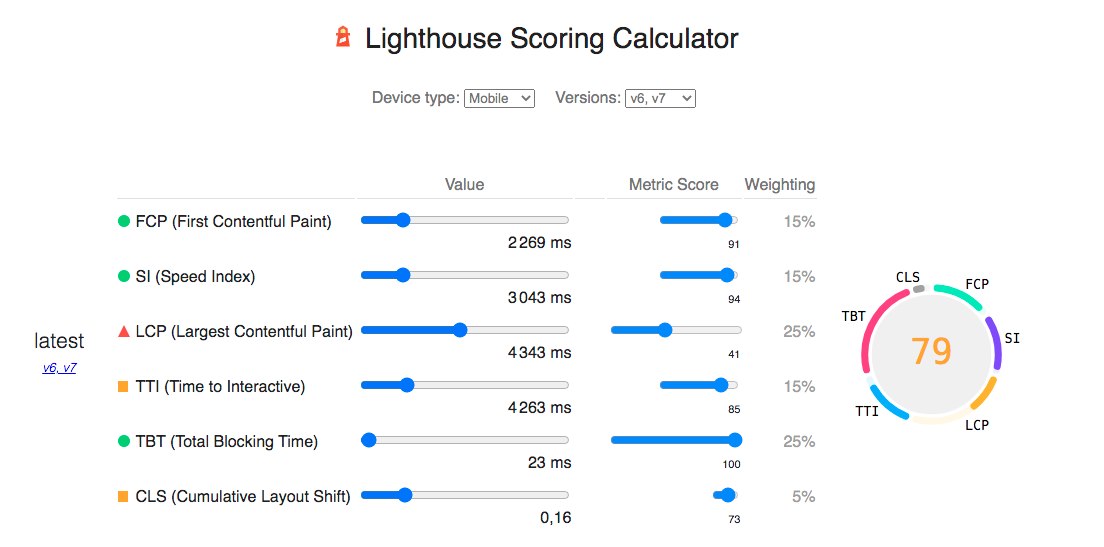 Lighthouse Scoring Calculator
Device type: Mobile Versions: v6, v7
Value Metric Score Weighting
FCP (First Contentful Paint) 15%
2 269 ms 91
SI (Speed Index) 15%
3 043 ms 94
LCP (Largest Contentful Paint) 25%
4 343 ms 41
TTI (Time to Interactive) 15%
4 263 ms 85
TBT (Total Blocking Time) 25%
23 ms 100
CLS (Cumulative Layout Shift) 5%
0,16 73
latest
v6, v7
CLS
FCP
TBT
SI
79
TTI
LCP